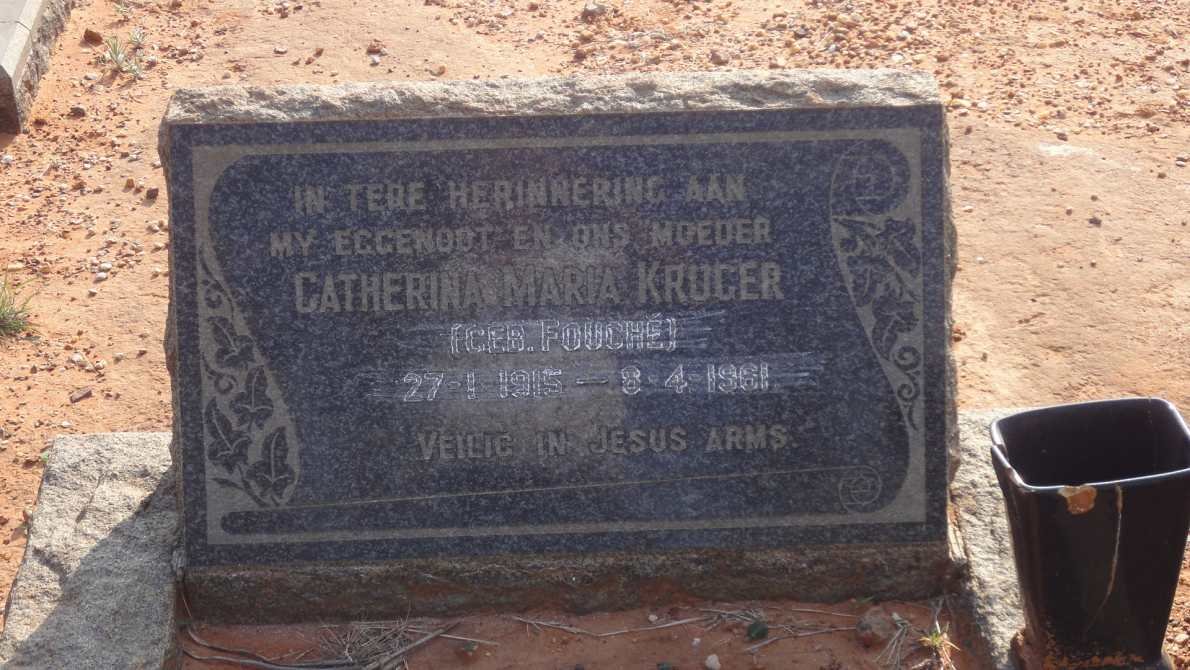 IN TERE HERINNERING AAN
MY EGGENOOT EN ONS MOEDER
CATHERINA MARIA KRUGER
(GEB. FOUCHÉ)
27-1 1915 — 8-4-1961
VEILIG IN JESUS ARMS.